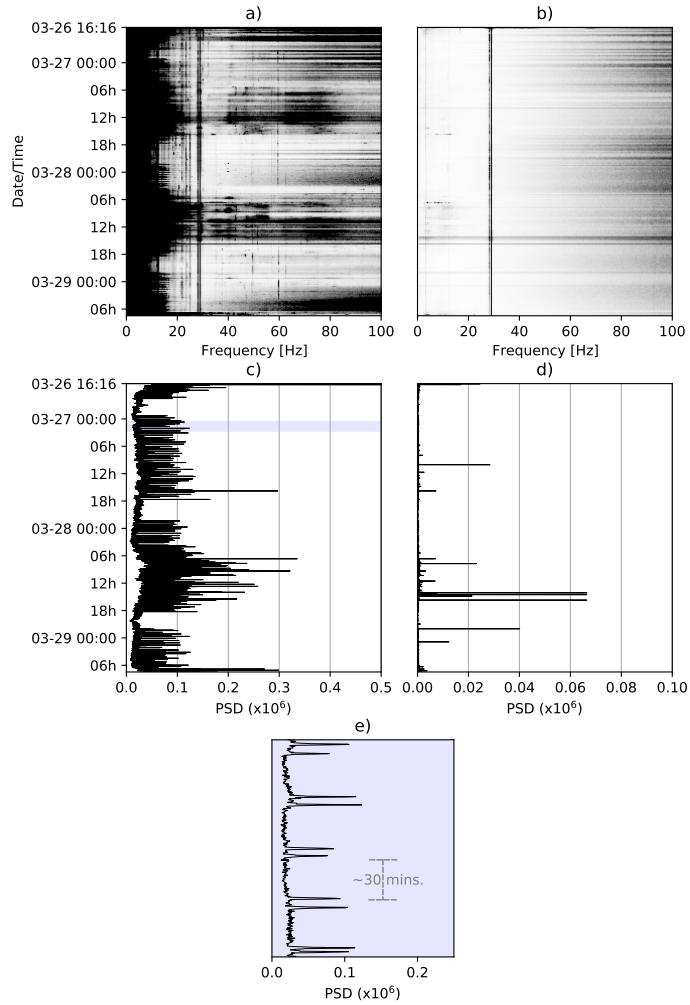 a)
b)
03-26 16:16
03-27 00:00
06h
12h
18h
03-28 00:00
06h
12h
18h
03-29 00:00
06h
Date/Time
0 20 40 60 80 100
0 20 40 60 80 100
Frequency [Hz]
Frequency [Hz]
c)
d)
03-26 16:16
03-27 00:00
06h
12h
18h
03-28 00:00
06h
12h
18h
03-29 00:00
06h
0.0 0.1 0.2 0.3 0.4 0.5
0.00 0.02 0.04 0.06 0.08 0.10
PSD (x10⁶)
PSD (x10⁶)
e)
~30 mins.
0.0 0.1 0.2
PSD (x10⁶)